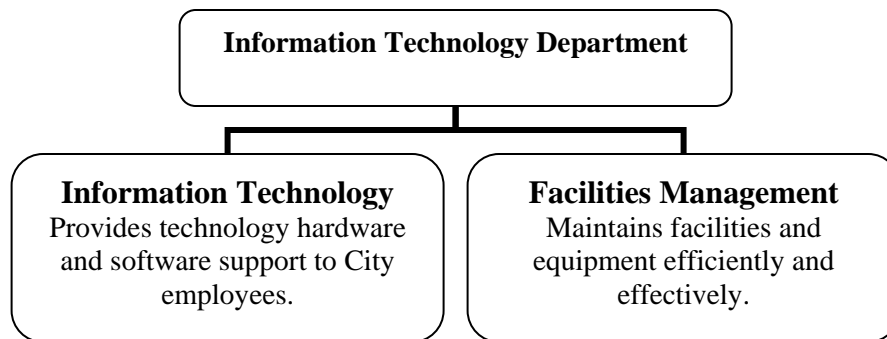 Information Technology Department
Information Technology
Provides technology hardware
and software support to City
employees.
Facilities Management
Maintains facilities and
equipment efficiently and
effectively.